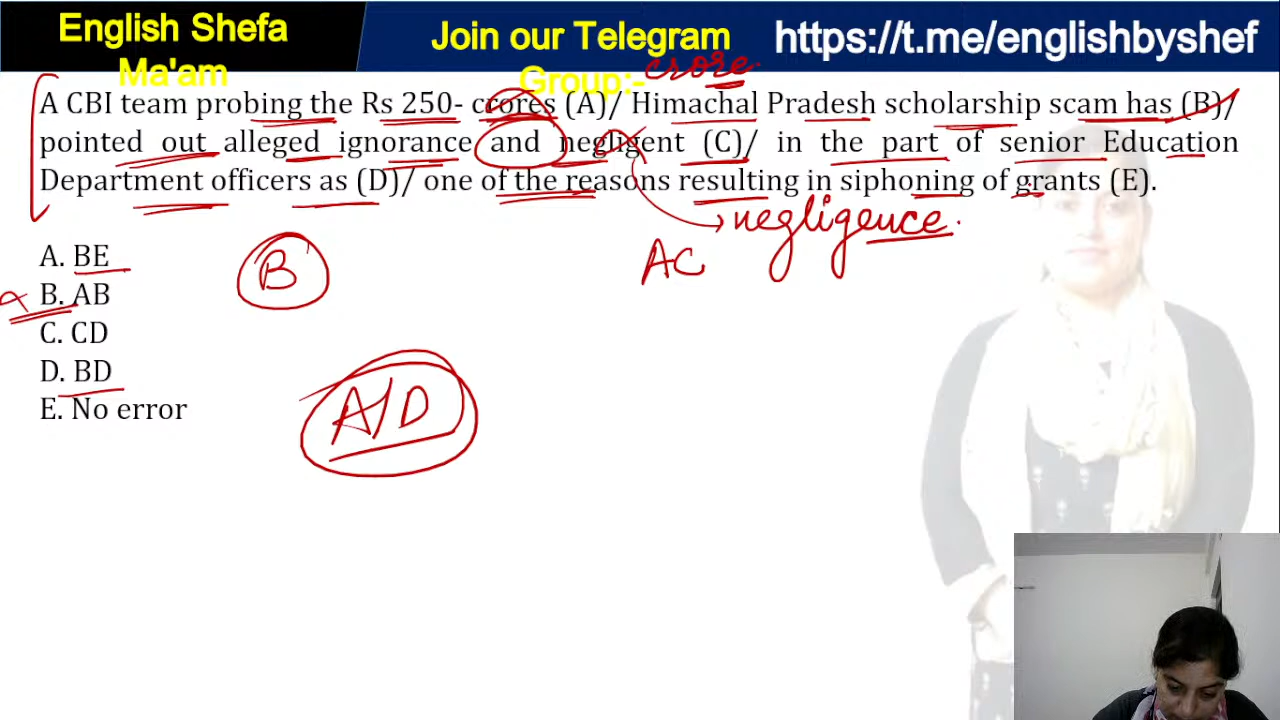 English Shefa
Ma'am
Join our Telegram
Group:-
https://t.me/englishbyshef
crore.
A CBI team probing the Rs 250- crores (A)/ Himachal Pradesh scholarship scam has (B)/
pointed out alleged ignorance and negligent (C)/ in the part of senior Education
Department officers as (D)/ one of the reasons resulting in siphoning of grants (E).
negligence.
A. BE
B
AC
B. AB
C. CD
D. BD
A/D
E. No error